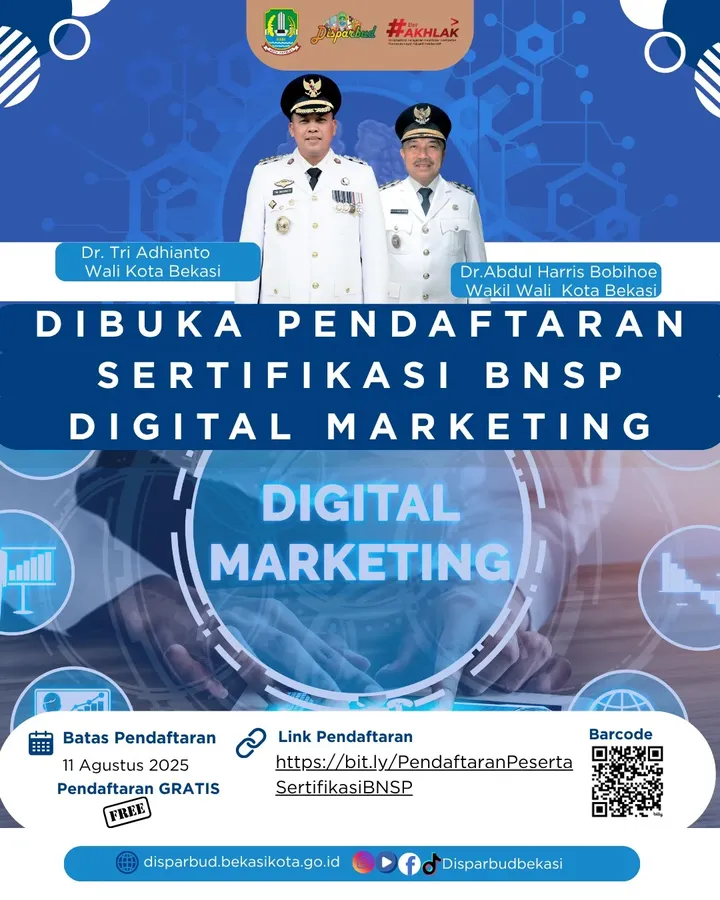 Disparbud
#Ber
AKHLAK>
Dr. Tri Adhianto
Wali Kota Bekasi
Dr.Abdul Harris Bobihoe
Wakil Wali Kota Bekasi
DIBUKA PENDAFTARAN
SERTIFIKASI BNSP
DIGITAL MARKETING
DIGITAL
MARKETING
Batas Pendaftaran
11 Agustus 2025
Pendaftaran GRATIS
FREE
Link Pendaftaran
https://bit.ly/PendaftaranPeserta
SertifikasiBNSP
Barcode
disparbud.bekasikota.go.id
Disparbudbekasi